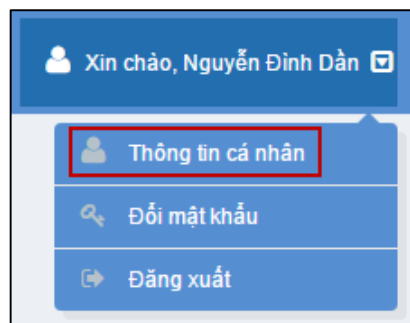 Xin chào, Nguyễn Đình Dần
Thông tin cá nhân
Đổi mật khẩu
Đăng xuất